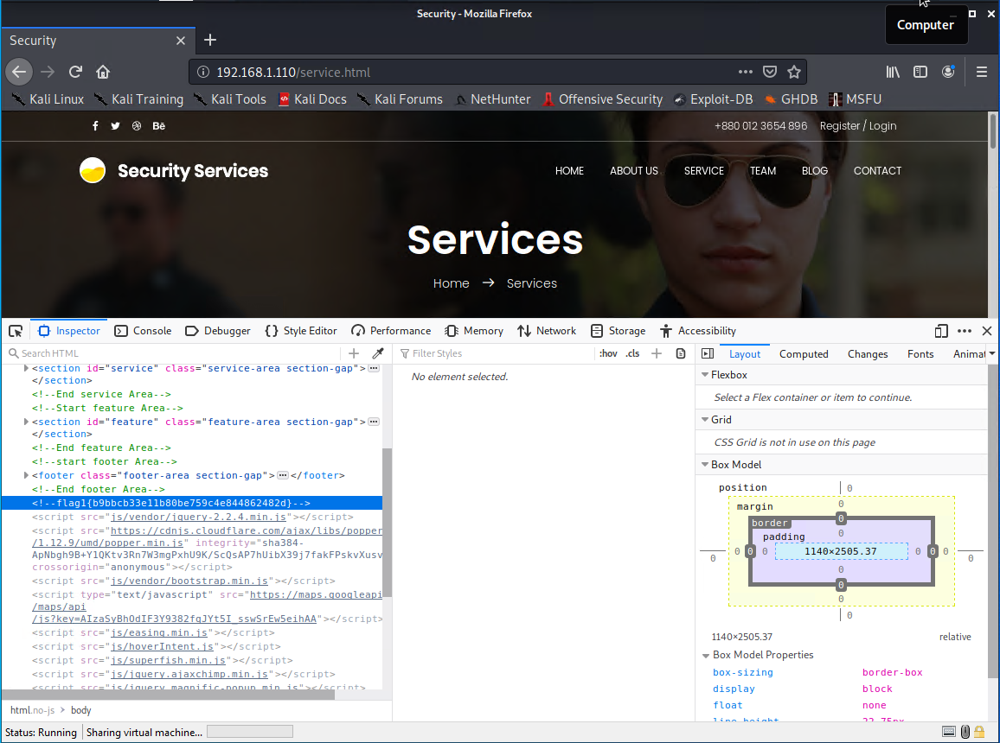 Security - Mozilla Firefox
Computer
Security
192.168.1.110/service.html
Kali Linux Kali Training Kali Tools Kali Docs Kali Forums NetHunter Offensive Security Exploit-DB GHDB MSFU
+880 012 3654 896 Register / Login
Security Services
HOME ABOUT US SERVICE TEAM BLOG CONTACT
Services
Home → Services
Inspector Console Debugger Style Editor Performance Memory Network Storage Accessibility
Search HTML
Filter Styles :hov .cls
Layout Computed Changes Fonts Animat
<section id="service" class="service-area section-gap">
</section>
<!--End service Area-->
<!--Start feature Area-->
<section id="feature" class="feature-area section-gap">
</section>
<!--End feature Area-->
<!--start footer Area-->
<footer class="footer-area section-gap"></footer>
<!--End footer Area-->
<!--flag1{b9bbcb33e11b80be759c4e844862482d}-->
<script src="js/vendor/jquery-2.2.4.min.js"></script>
<script src="https://cdnjs.cloudflare.com/ajax/libs/popper
/1.12.9/umd/popper.min.js" integrity="sha384-
ApNbgh9B+Y1QKtv3Rn7W3mgPxhU9K/ScQsAP7hUibX39j7fakFPskvXusv
crossorigin="anonymous"></script>
<script src="js/vendor/bootstrap.min.js"></script>
<script type="text/javascript" src="https://maps.googleapi
/maps/api
/js?key=AIzaSyBhOdIF3Y9382fqJYt5I_sswSrEw5eihAA"></script>
<script src="js/easing.min.js"></script>
<script src="js/hoverIntent.js"></script>
<script src="js/superfish.min.js"></script>
<script src="js/jquery.ajaxchimp.min.js"></script>
<script src="js/jquery.magnific-popup.min.js"></script>
html.no-js > body
No element selected.
Flexbox
Select a Flex container or item to continue.
Grid
CSS Grid is not in use on this page
Box Model
position 0
margin 0
border 0
padding 0
0 0 0 0 1140×2505.37 0 0 0 0
0
0
0
0
1140×2505.37 relative
Box Model Properties
box-sizing border-box
display block
float none
line-height 22.75px
Status: Running Sharing virtual machine...